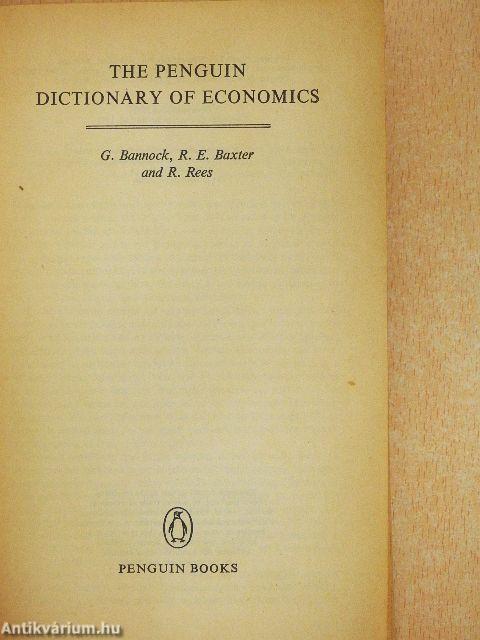 THE PENGUIN
DICTIONARY OF ECONOMICS
G. Bannock, R. E. Baxter
and R. Rees
PENGUIN BOOKS
Antikvárium.hu